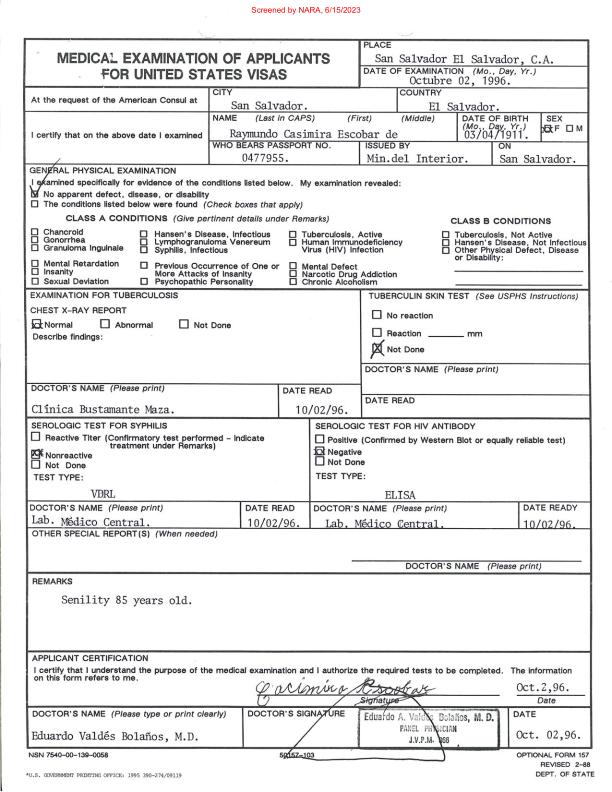 Screened by NARA, 6/15/2023
MEDICAL EXAMINATION OF APPLICANTS
FOR UNITED STATES VISAS
PLACE
San Salvador El Salvador, C.A.
DATE OF EXAMINATION (Mo., Day, Yr.)
Octubre 02, 1996.
At the request of the American Consul at
CITY
San Salvador.
COUNTRY
El Salvador.
I certify that on the above date I examined
NAME (Last in CAPS) (First) (Middle)
Raymundo Casimira Escobar de
DATE OF BIRTH
(Mo., Day, Yr.)
03/04/1911.
SEX
F M
WHO BEARS PASSPORT NO.
0477955.
ISSUED BY
Min.del Interior.
ON
San Salvador.
GENERAL PHYSICAL EXAMINATION
I examined specifically for evidence of the conditions listed below. My examination revealed:
No apparent defect, disease, or disability
The conditions listed below were found (Check boxes that apply)
CLASS A CONDITIONS (Give pertinent details under Remarks)
CLASS B CONDITIONS
Chancroid
Gonorrhea
Granuloma Inguinale
Hansen's Disease, Infectious
Lymphogranuloma Venereum
Syphilis, Infectious
Tuberculosis, Active
Human Immunodeficiency
Virus (HIV) Infection
Tuberculosis, Not Active
Hansen's Disease, Not Infectious
Other Physical Defect, Disease
or Disability:
Mental Retardation
Insanity
Sexual Deviation
Previous Occurrence of One or
More Attacks of Insanity
Psychopathic Personality
Mental Defect
Narcotic Drug Addiction
Chronic Alcoholism
EXAMINATION FOR TUBERCULOSIS
CHEST X-RAY REPORT
Normal Abnormal Not Done
Describe findings:
TUBERCULIN SKIN TEST (See USPHS Instructions)
No reaction
Reaction mm
Not Done
DOCTOR'S NAME (Please print)
DOCTOR'S NAME (Please print)
Clínica Bustamante Maza.
DATE READ
10/02/96.
DATE READ
SEROLOGIC TEST FOR SYPHILIS
Reactive Titer (Confirmatory test performed - indicate
treatment under Remarks)
Nonreactive
Not Done
TEST TYPE:
VDRL
SEROLOGIC TEST FOR HIV ANTIBODY
Positive (Confirmed by Western Blot or equally reliable test)
Negative
Not Done
TEST TYPE:
ELISA
DOCTOR'S NAME (Please print)
Lab. Médico Central.
DATE READ
10/02/96.
DOCTOR'S NAME (Please print)
Lab. Médico Central.
DATE READY
10/02/96.
OTHER SPECIAL REPORT(S) (When needed)
DOCTOR'S NAME (Please print)
REMARKS
Senility 85 years old.
APPLICANT CERTIFICATION
I certify that I understand the purpose of the medical examination and I authorize the required tests to be completed. The information
on this form refers to me.
Casimira Escobar
Signature
Oct.2,96.
Date
DOCTOR'S NAME (Please type or print clearly)
Eduardo Valdés Bolaños, M.D.
DOCTOR'S SIGNATURE
Eduardo A. Valdés Bolaños, M. D.
PANEL PHYSICIAN
J.V.P.M.
DATE
Oct. 02,96.
NSN 7540-00-139-0058
50157-103
OPTIONAL FORM 157
REVISED 2-88
DEPT. OF STATE
*U.S. GOVERNMENT PRINTING OFFICE: 1995 390-274/09119